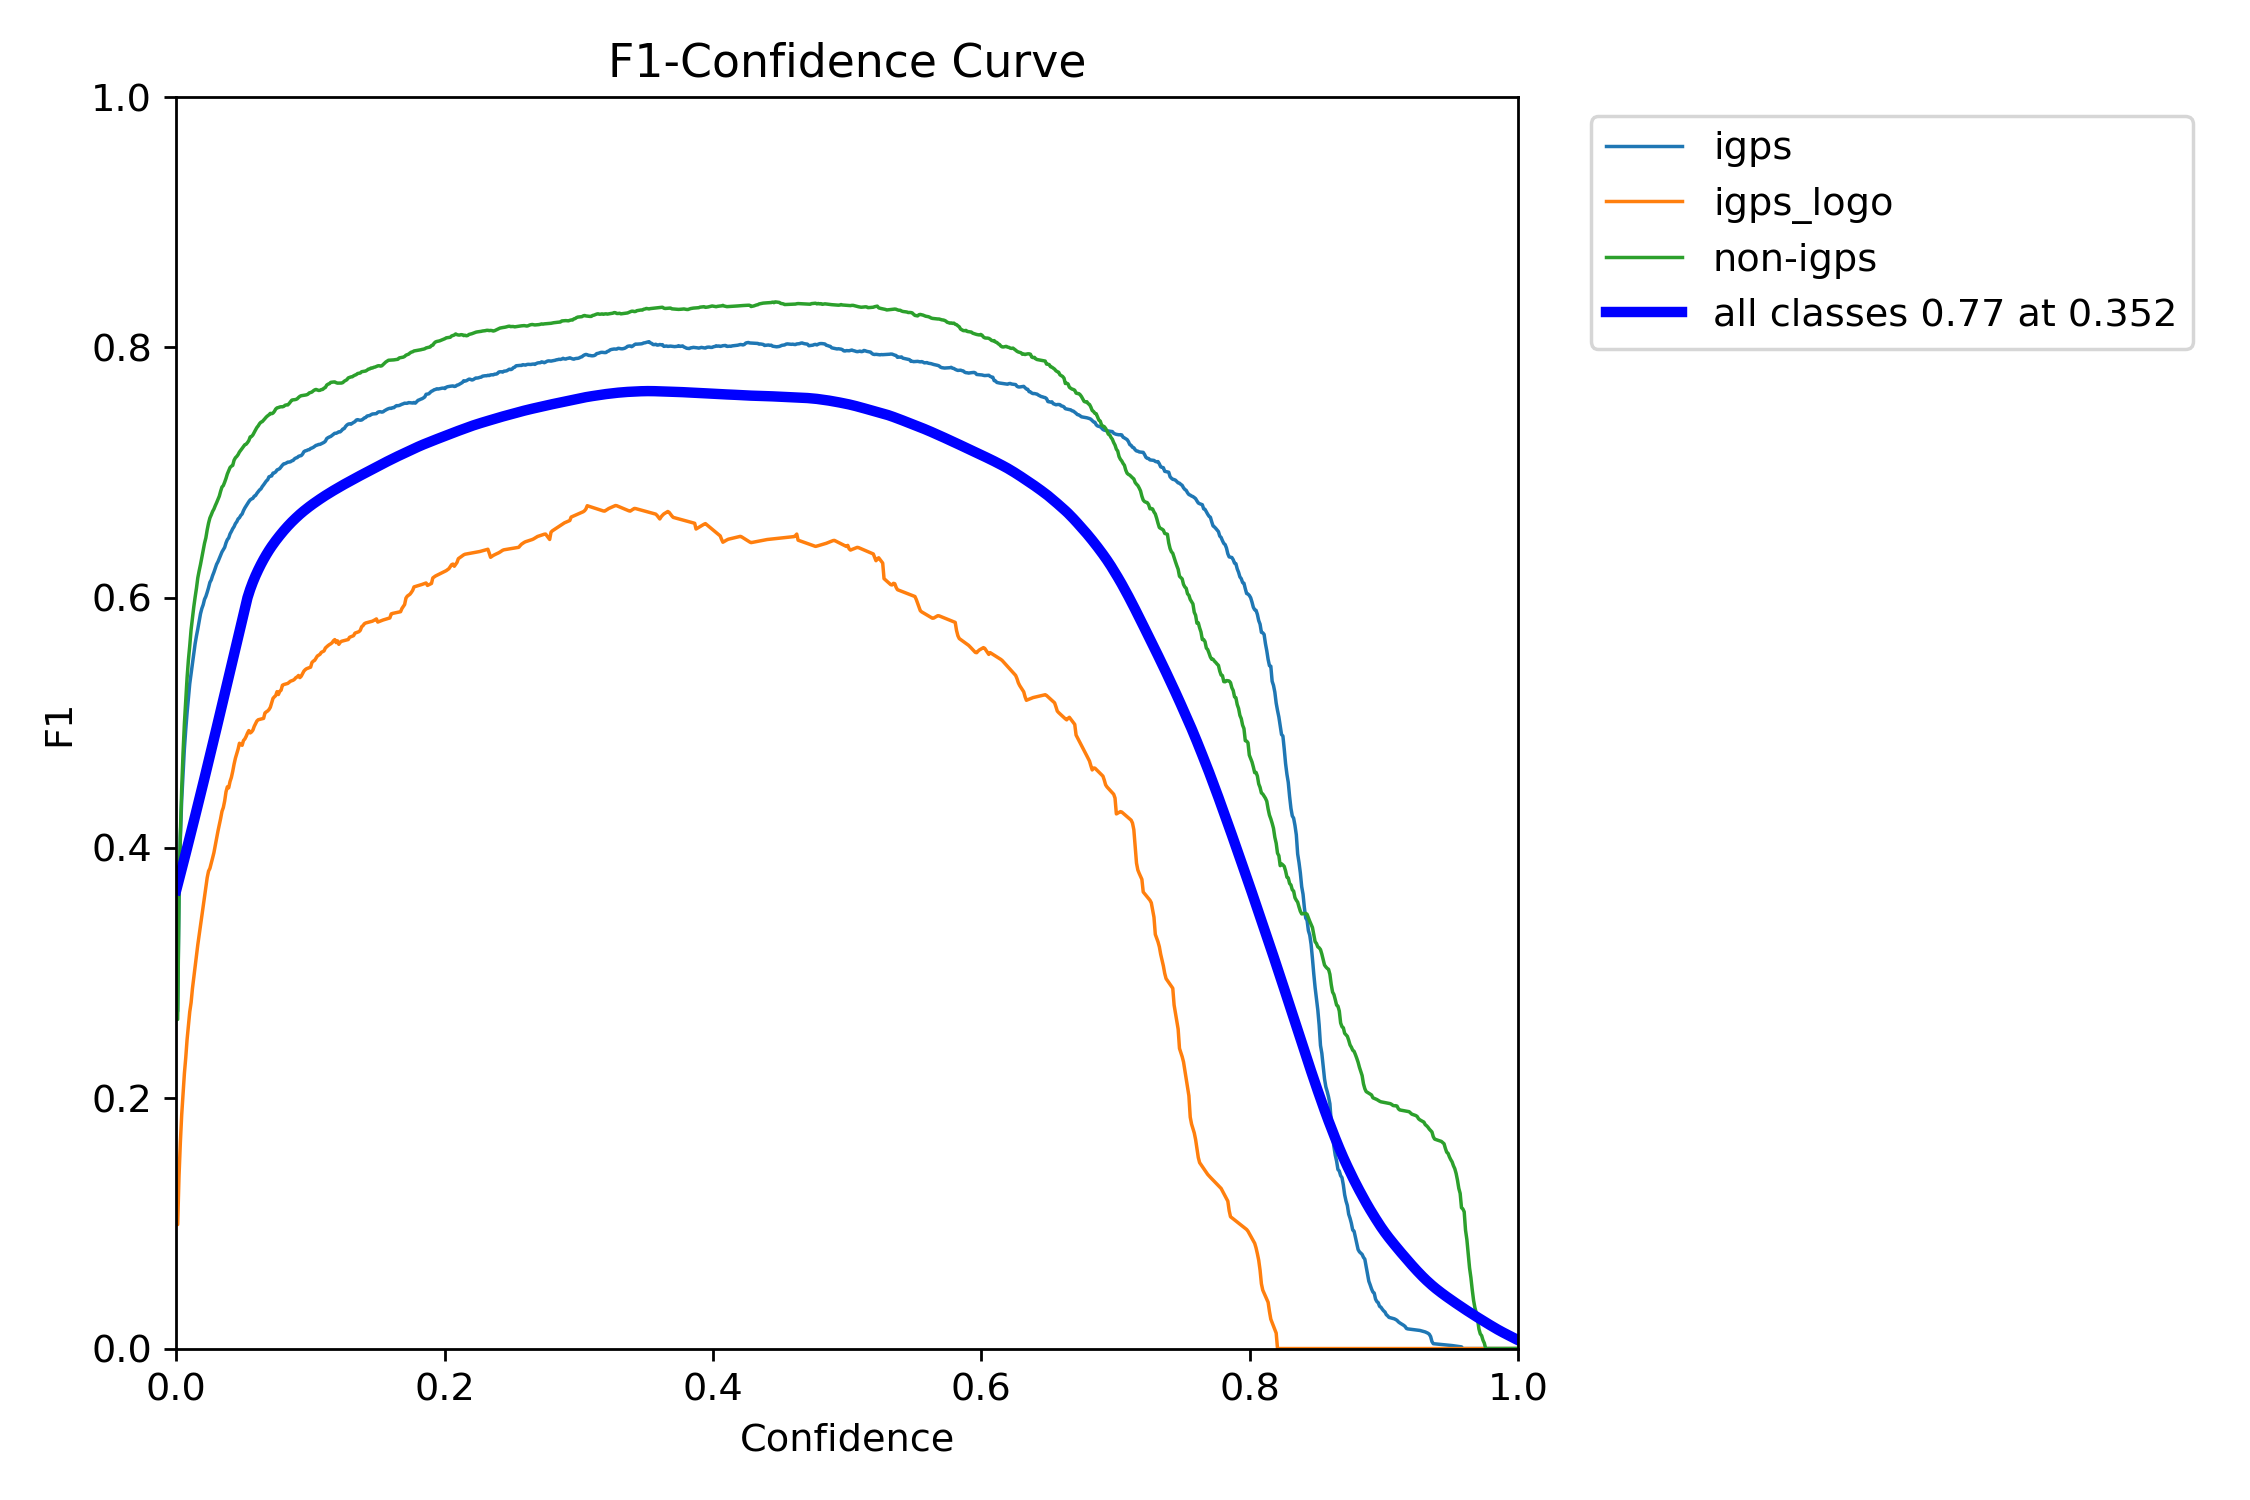 F1-Confidence Curve
1.0
0.8
0.6
0.4
0.2
0.0
F1
0.0 0.2 0.4 0.6 0.8 1.0
Confidence
igps
igps_logo
non-igps
all classes 0.77 at 0.352